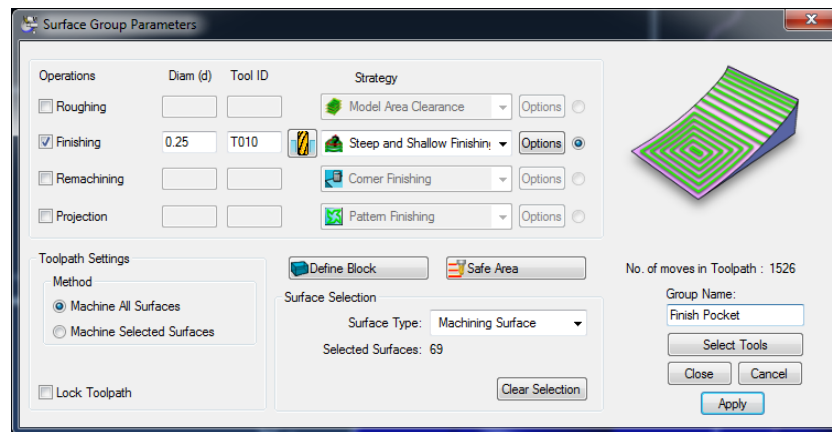 Surface Group Parameters
Operations Diam (d) Tool ID Strategy
Roughing Model Area Clearance Options
Finishing 0.25 T010 Steep and Shallow Finishing Options
Remachining Corner Finishing Options
Projection Pattern Finishing Options
Toolpath Settings
Method
Machine All Surfaces
Machine Selected Surfaces
Lock Toolpath
Define Block Safe Area
Surface Selection
Surface Type: Machining Surface
Selected Surfaces: 69
Clear Selection
No. of moves in Toolpath : 1526
Group Name:
Finish Pocket
Select Tools
Close Cancel
Apply